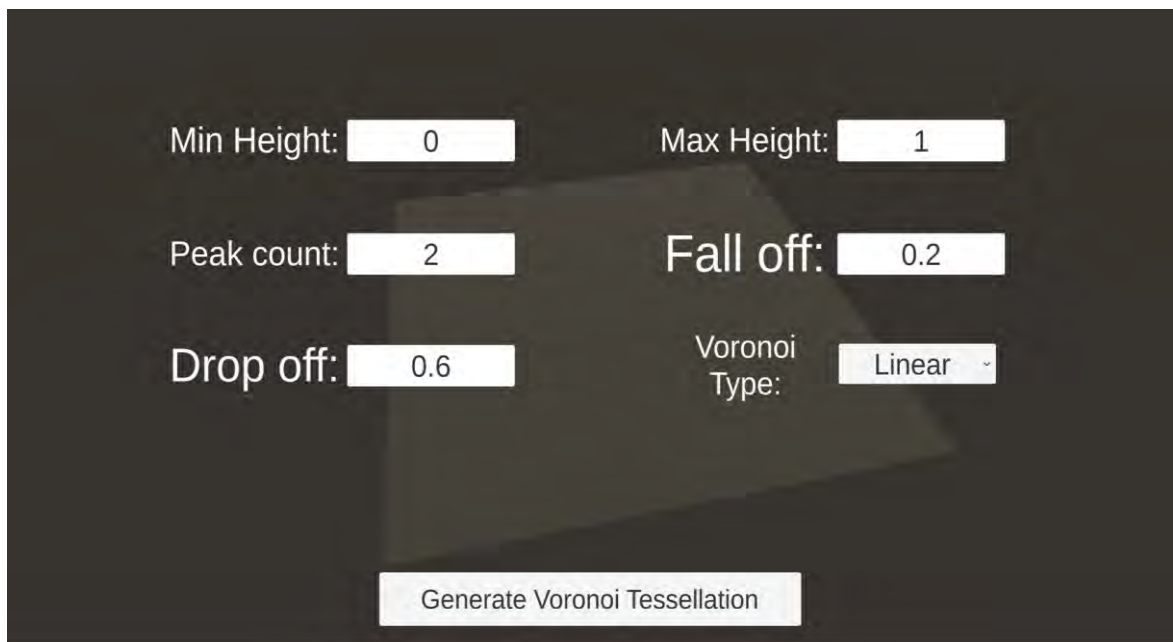 Min Height: 0
Max Height: 1
Peak count: 2
Fall off: 0.2
Drop off: 0.6
Voronoi
Type:
Linear
Generate Voronoi Tessellation